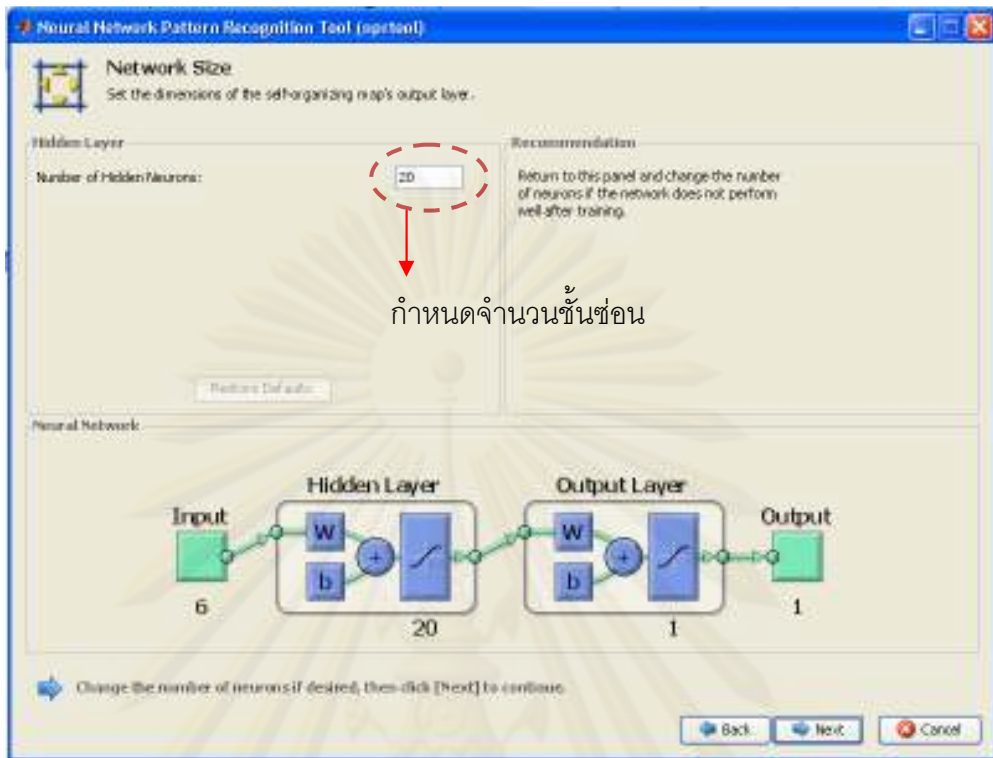 Neural Network Pattern Recognition Tool (nprtool)
Network Size
Set the dimensions of the self-organizing map's output layer.
Hidden Layer
Number of Hidden Neurons:
20
กำหนดจำนวนชั้นซ่อน
Restore Defaults
Recommendation
Return to this panel and change the number
of neurons if the network does not perform
well after training.
Neural Network
Hidden Layer
Output Layer
Input
Output
W
b
+
W
b
+
6
20
1
1
Change the number of neurons if desired, then click [Next] to continue.
Back
Next
Cancel